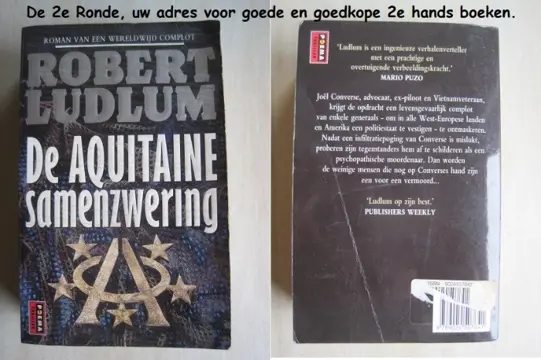 De 2e Ronde, uw adres voor goede en goedkope 2e hands boeken.
ROMAN VAN EEN WERELDWIJD COMPLOT
ROBERT
LUDLUM
De AQUITAINE
samenzwering
POEMA
POEMA
'Ludlum is een ingenieuze verhalenverteller
met een prachtige en
overtuigende verbeeldingskracht.'
MARIO PUZO
Joël Converse, advocaat, ex-piloot en Vietnamveteraan,
krijgt de opdracht een levensgevaarlijk complot
van enkele generaals - om in alle West-Europese landen
en Amerika een politiestaat te vestigen - te ontmaskeren.
Nadat een infiltratiepoging van Converse is mislukt,
proberen zijn tegenstanders hem af te schilderen als een
psychopathische moordenaar. Dan worden
de weinige mensen die nog op Converses hand zijn
een voor een vermoord...
'Ludlum op zijn best.'
PUBLISHERS WEEKLY